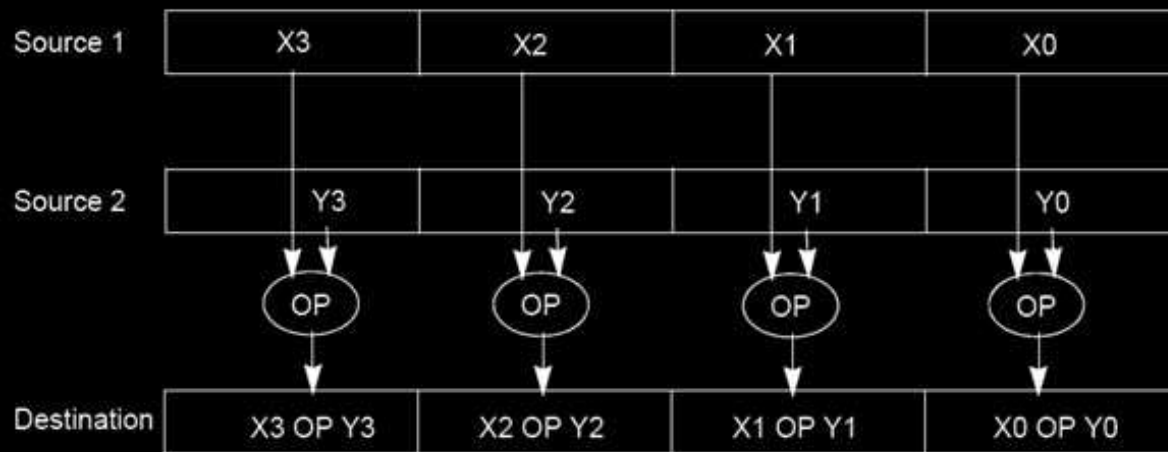 Source 1 X3 X2 X1 X0
Source 2 Y3 Y2 Y1 Y0
OP OP OP OP
Destination X3 OP Y3 X2 OP Y2 X1 OP Y1 X0 OP Y0